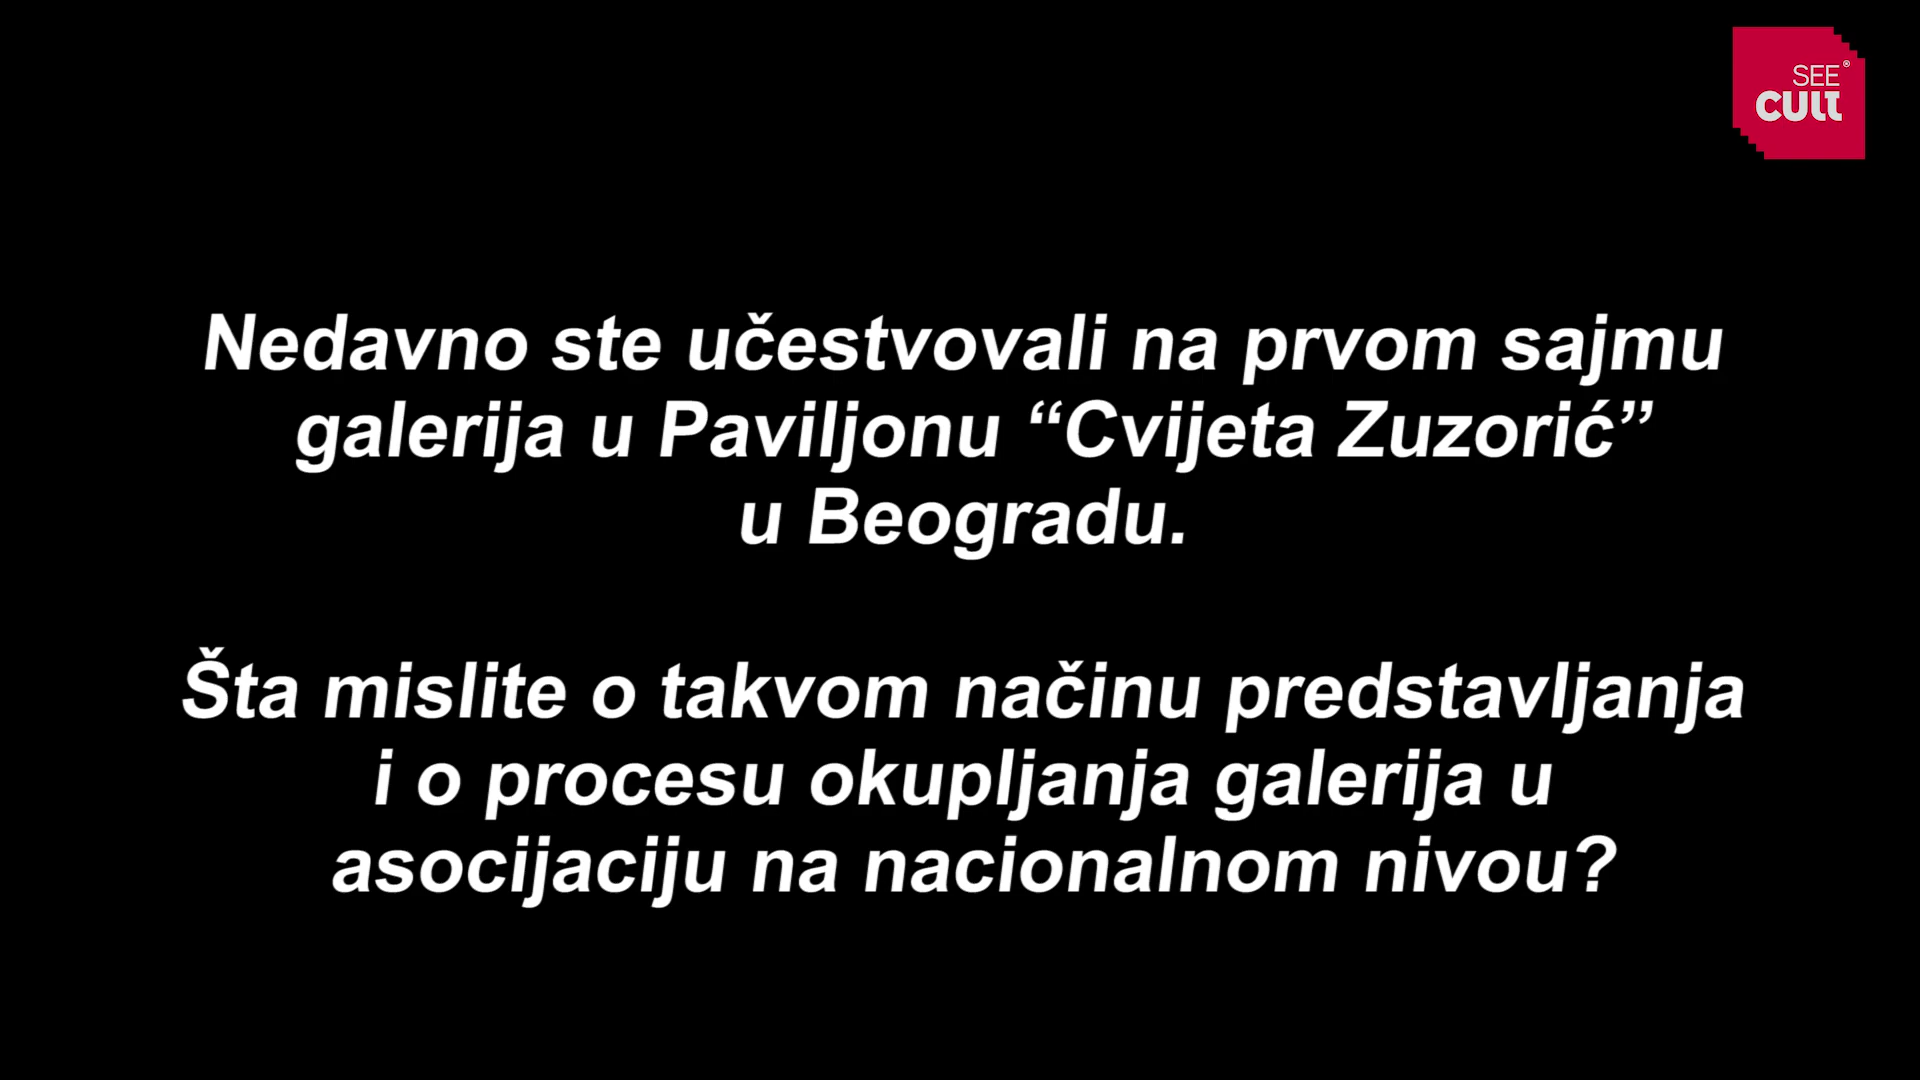 SEE®
CULT
Nedavno ste učestvovali na prvom sajmu
galerija u Paviljonu “Cvijeta Zuzorić”
u Beogradu.
Šta mislite o takvom načinu predstavljanja
i o procesu okupljanja galerija u
asocijaciju na nacionalnom nivou?